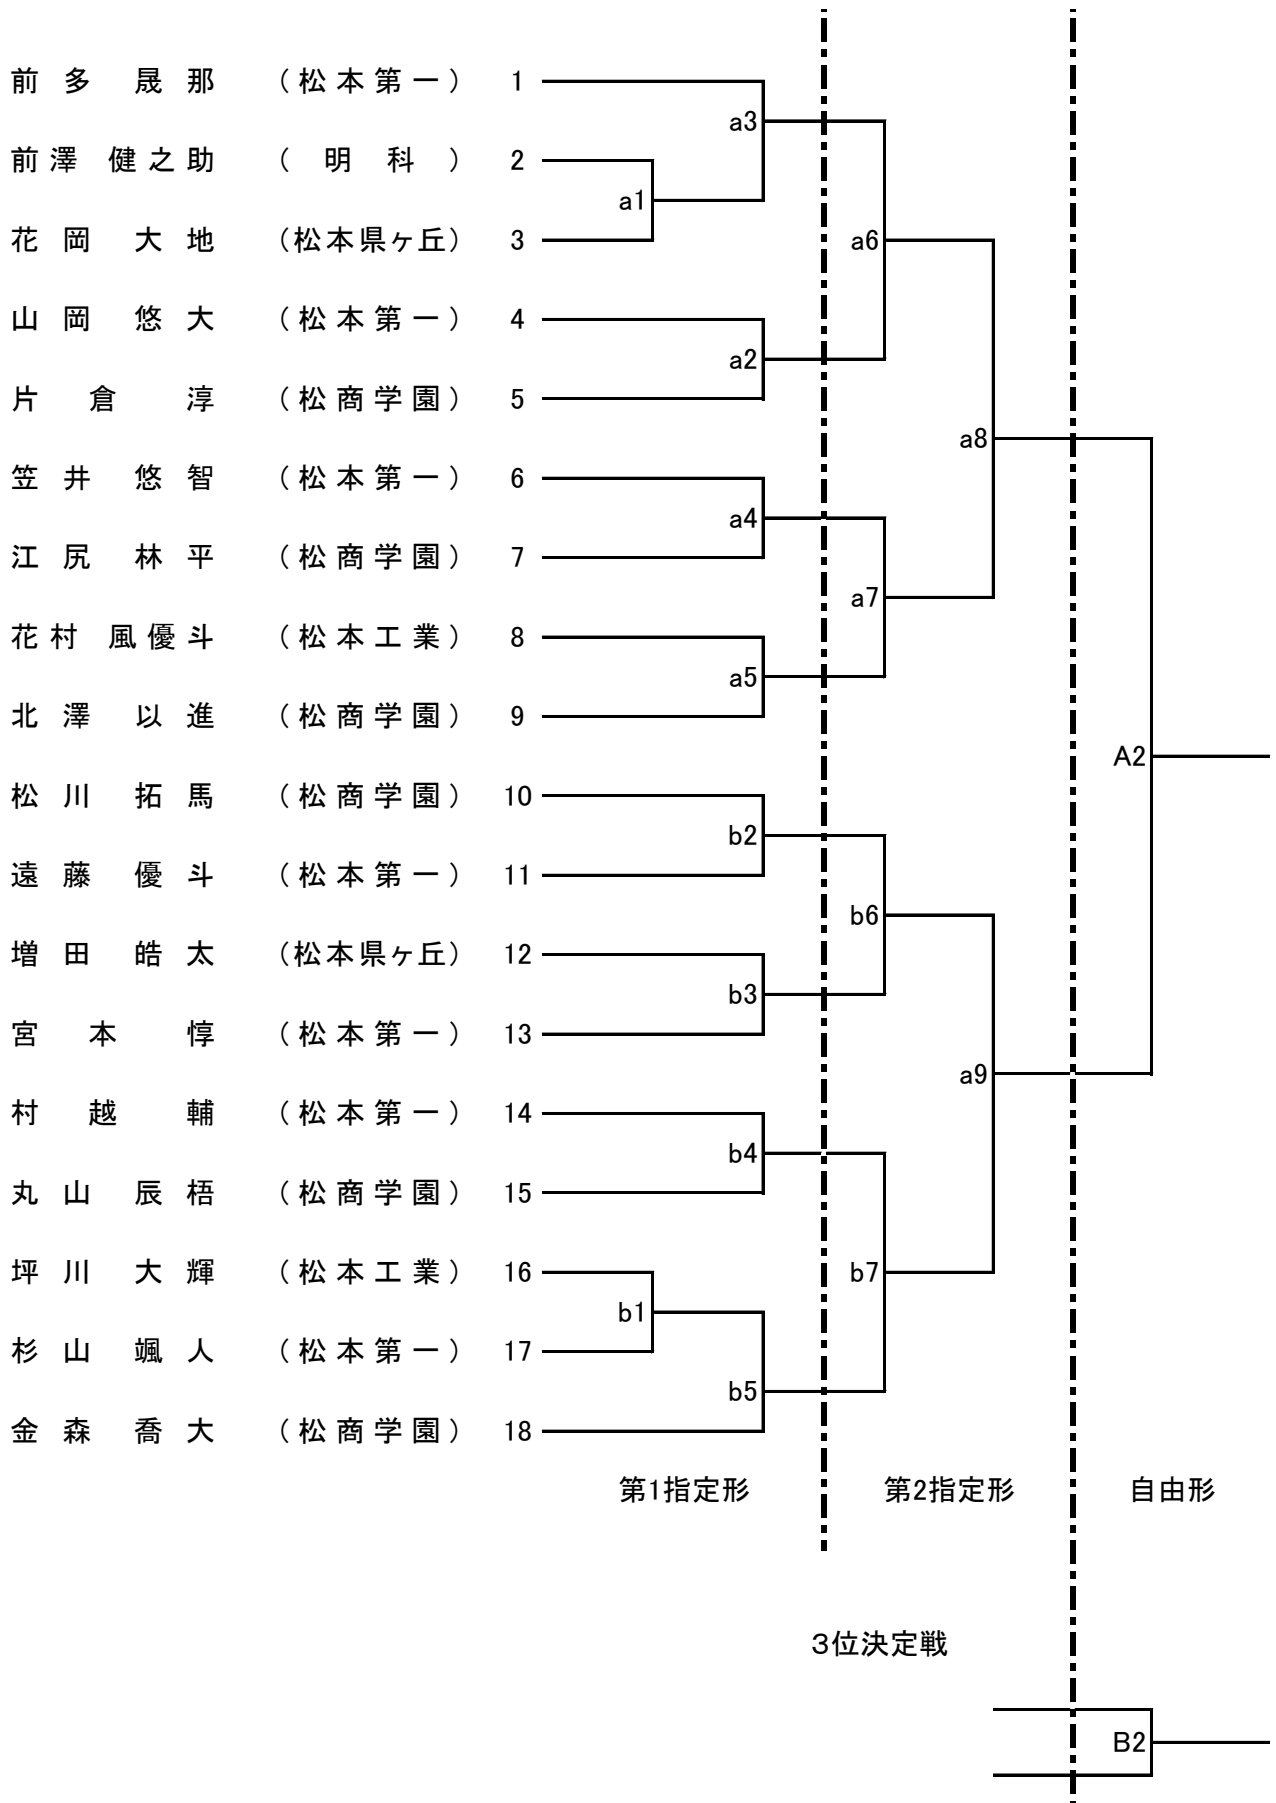 前多 晟那 (松本第一) 1
a3
前澤 健之助 (明科) 2
a1
花岡 大地 (松本県ヶ丘) 3
a6
山岡 悠大 (松本第一) 4
a2
片倉 淳 (松商学園) 5
a8
笠井 悠智 (松本第一) 6
a4
江尻 林平 (松商学園) 7
a7
花村 風優斗 (松本工業) 8
a5
北澤 以進 (松商学園) 9
A2
松川 拓馬 (松商学園) 10
b2
遠藤 優斗 (松本第一) 11
b6
増田 皓太 (松本県ヶ丘) 12
b3
宮本 惇 (松本第一) 13
a9
村越 輔 (松本第一) 14
b4
丸山 辰梧 (松商学園) 15
坪川 大輝 (松本工業) 16
b7
b1
杉山 颯人 (松本第一) 17
b5
金森 喬大 (松商学園) 18
第1指定形 第2指定形 自由形
3位決定戦
B2